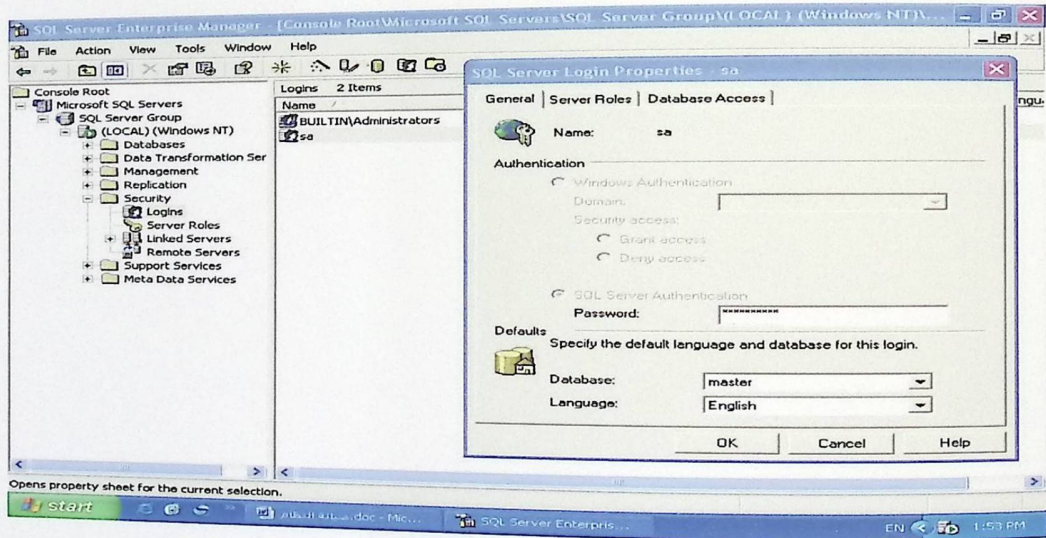 SQL Server Enterprise Manager - [Console Root\Microsoft SQL Servers\SQL Server Group\(LOCAL) (Windows NT)\...
File Action View Tools Window Help
Console Root
Microsoft SQL Servers
SQL Server Group
(LOCAL) (Windows NT)
Databases
Data Transformation Ser
Management
Replication
Security
Logins
Server Roles
Linked Servers
Remote Servers
Support Services
Meta Data Services
Logins 2 Items
Name
BUILTIN\Administrators
sa
ngu
SQL Server Login Properties - sa
General Server Roles Database Access
Name: sa
Authentication
Windows Authentication
Domain:
Security access:
Grant access
Deny access
SQL Server Authentication
Password: **********
Defaults
Specify the default language and database for this login.
Database: master
Language: English
OK Cancel Help
Opens property sheet for the current selection.
start
.doc - Mic...
SQL Server Enterpris...
EN 1:53 PM